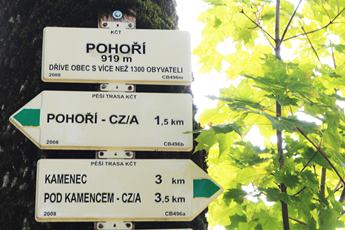 KČT
POHOŘÍ
919 m
DŘÍVE OBEC S VÍCE NEŽ 1300 OBYVATELI
2008 CB496m
PĚŠÍ TRASA KČT
POHOŘÍ - CZ/A 1,5 km
2008 CB496b
PĚŠÍ TRASA KČT
KAMENEC 3 km
POD KAMENCEM - CZ/A 3,5 km
2008 CB496a